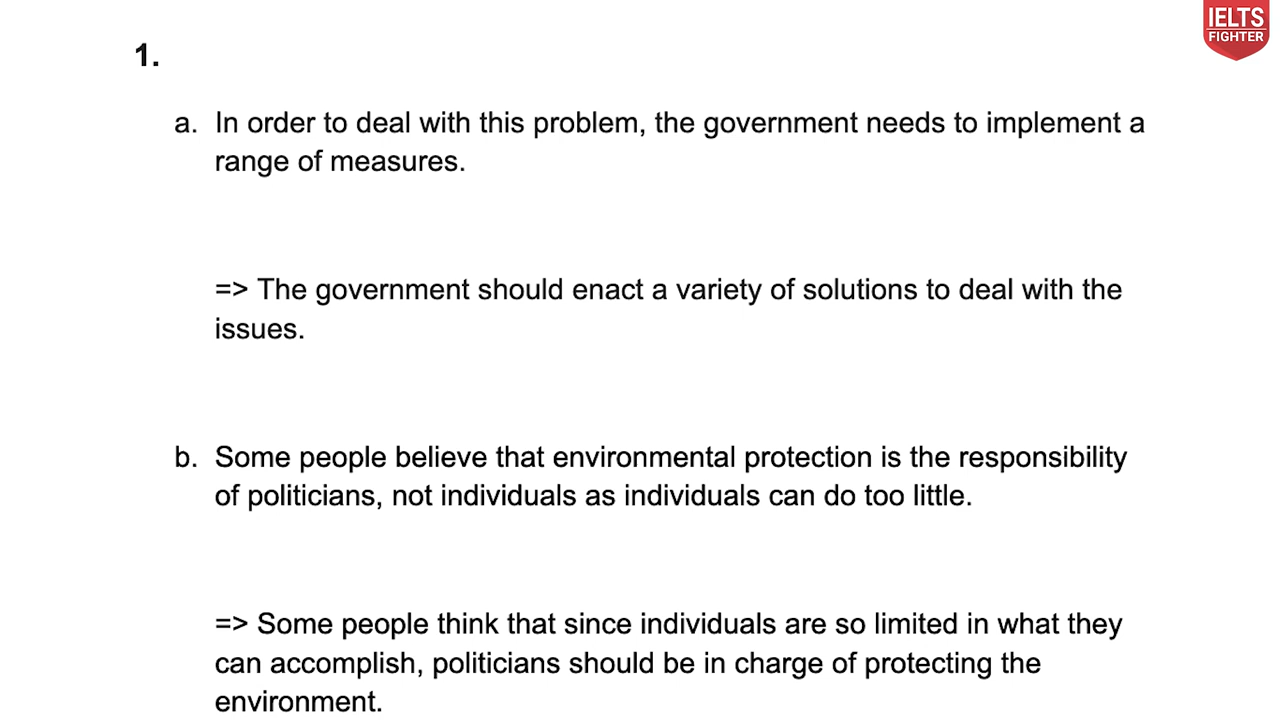 IELTS
FIGHTER
1.
a. In order to deal with this problem, the government needs to implement a
range of measures.
=> The government should enact a variety of solutions to deal with the
issues.
b. Some people believe that environmental protection is the responsibility
of politicians, not individuals as individuals can do too little.
=> Some people think that since individuals are so limited in what they
can accomplish, politicians should be in charge of protecting the
environment.